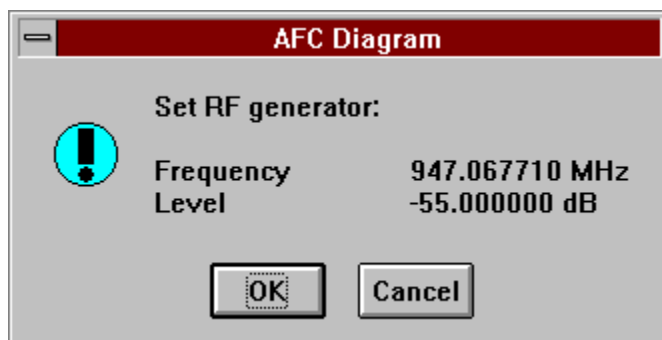 AFC Diagram
Set RF generator:
Frequency 947.067710 MHz
Level -55.000000 dB
OK Cancel